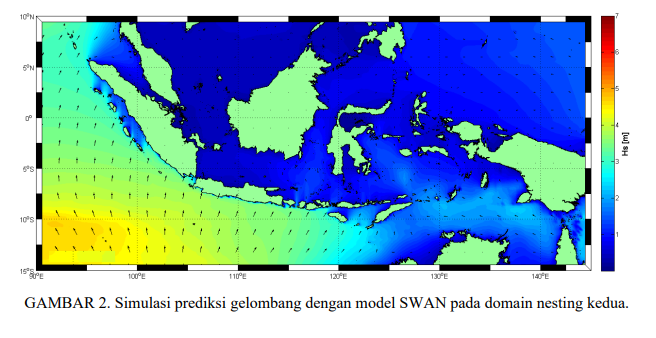 10°N
5°N
0°
5°S
10°S
15°S
90°E 100°E 110°E 120°E 130°E 140°E
7
6
5
4
3
2
1
Hs [m]
GAMBAR 2. Simulasi prediksi gelombang dengan model SWAN pada domain nesting kedua.